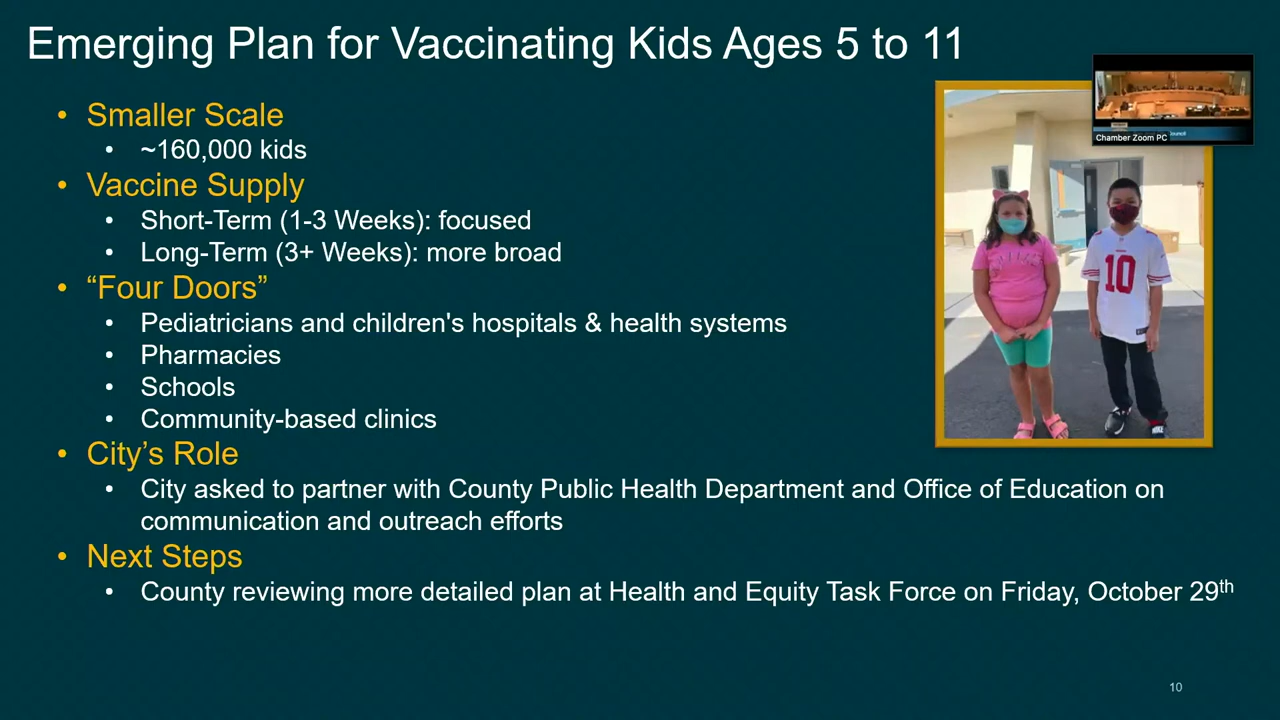 Emerging Plan for Vaccinating Kids Ages 5 to 11
• Smaller Scale
• ~160,000 kids
• Vaccine Supply
• Short-Term (1-3 Weeks): focused
• Long-Term (3+ Weeks): more broad
• “Four Doors”
• Pediatricians and children's hospitals & health systems
• Pharmacies
• Schools
• Community-based clinics
• City’s Role
• City asked to partner with County Public Health Department and Office of Education on
communication and outreach efforts
• Next Steps
• County reviewing more detailed plan at Health and Equity Task Force on Friday, October 29th
Chamber Zoom PC
10
10